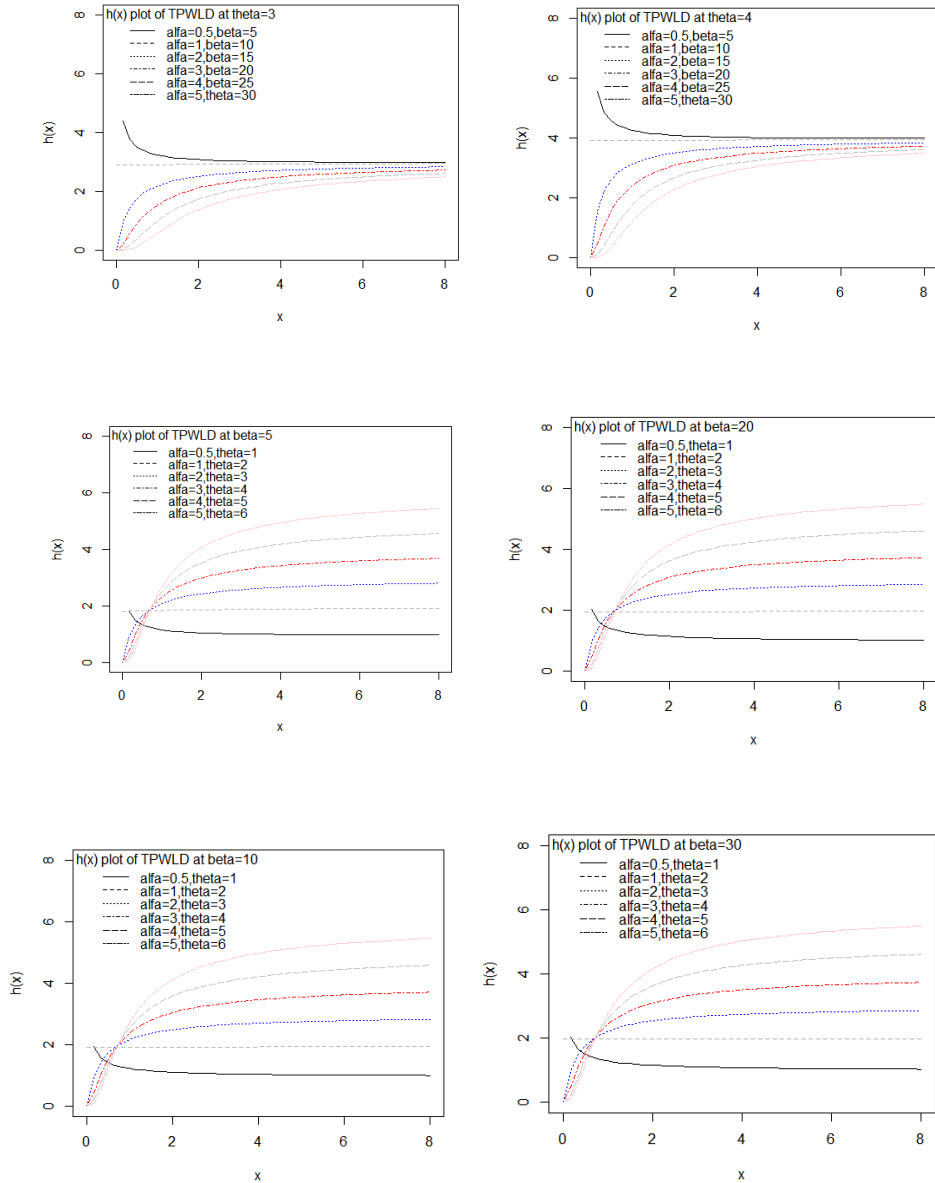 h(x) plot of TPWLD at theta=3
alfa=0.5,beta=5
alfa=1,beta=10
alfa=2,beta=15
alfa=3,beta=20
alfa=4,beta=25
alfa=5,theta=30
h(x)
0 2 4 6 8
0 2 4 6 8
x
h(x) plot of TPWLD at theta=4
alfa=0.5,beta=5
alfa=1,beta=10
alfa=2,beta=15
alfa=3,beta=20
alfa=4,beta=25
alfa=5,theta=30
h(x)
0 2 4 6 8
0 2 4 6 8
x
h(x) plot of TPWLD at beta=5
alfa=0.5,theta=1
alfa=1,theta=2
alfa=2,theta=3
alfa=3,theta=4
alfa=4,theta=5
alfa=5,theta=6
h(x)
0 2 4 6 8
0 2 4 6 8
x
h(x) plot of TPWLD at beta=20
alfa=0.5,theta=1
alfa=1,theta=2
alfa=2,theta=3
alfa=3,theta=4
alfa=4,theta=5
alfa=5,theta=6
h(x)
0 2 4 6 8
0 2 4 6 8
x
h(x) plot of TPWLD at beta=10
alfa=0.5,theta=1
alfa=1,theta=2
alfa=2,theta=3
alfa=3,theta=4
alfa=4,theta=5
alfa=5,theta=6
h(x)
0 2 4 6 8
0 2 4 6 8
x
h(x) plot of TPWLD at beta=30
alfa=0.5,theta=1
alfa=1,theta=2
alfa=2,theta=3
alfa=3,theta=4
alfa=4,theta=5
alfa=5,theta=6
h(x)
0 2 4 6 8
0 2 4 6 8
x